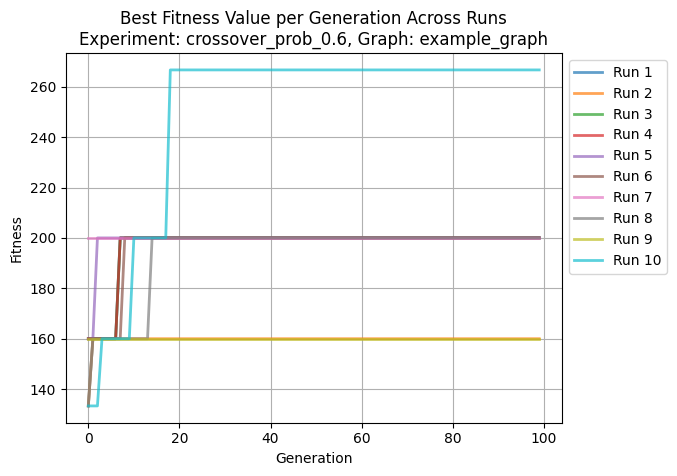 Best Fitness Value per Generation Across Runs
Experiment: crossover_prob_0.6, Graph: example_graph
Fitness
260
240
220
200
180
160
140
0 20 40 60 80 100
Generation
Run 1
Run 2
Run 3
Run 4
Run 5
Run 6
Run 7
Run 8
Run 9
Run 10